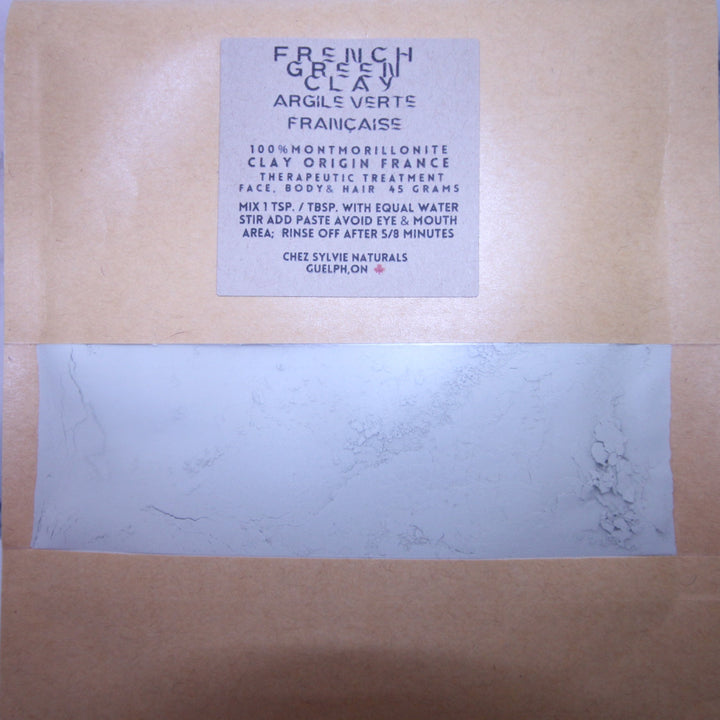 FRENCH
GREEN
CLAY
ARGILE VERTE
FRANÇAISE
100% MONTMORILLONITE
CLAY ORIGIN FRANCE
THERAPEUTIC TREATMENT
FACE, BODY & HAIR 45 GRAMS
MIX 1 TSP. / TBSP. WITH EQUAL WATER
STIR ADD PASTE AVOID EYE & MOUTH
AREA; RINSE OFF AFTER 5/8 MINUTES
CHEZ SYLVIE NATURALS
GUELPH, ON